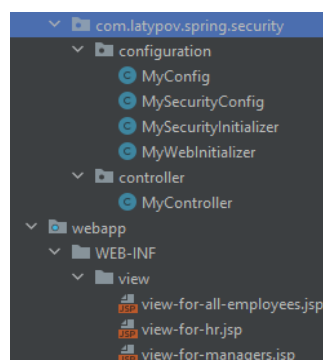 com.latypov.spring.security
configuration
MyConfig
MySecurityConfig
MySecurityInitializer
MyWebInitializer
controller
MyController
webapp
WEB-INF
view
view-for-all-employees.jsp
view-for-hr.jsp
view-for-managers.jsp